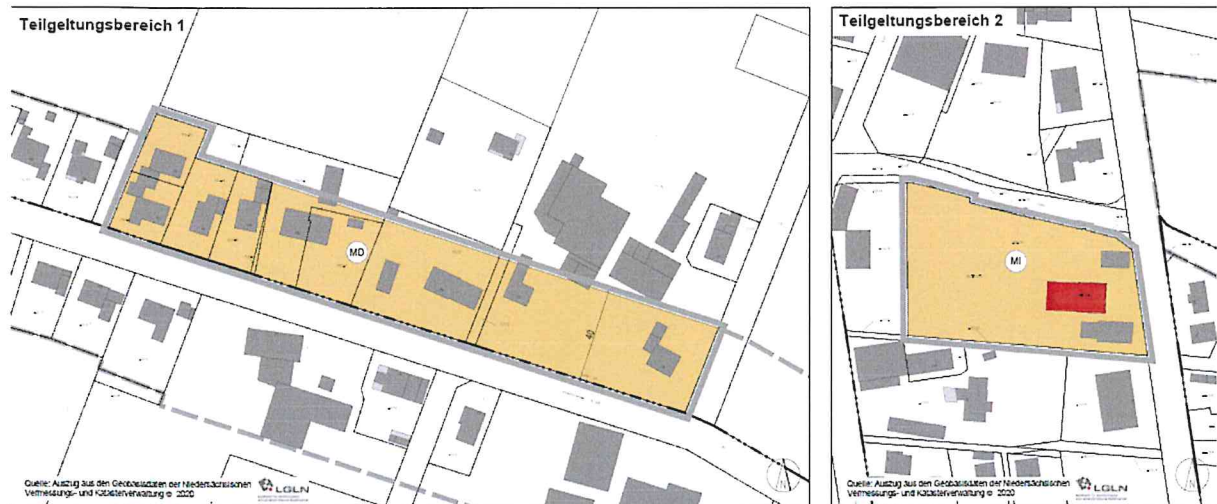 Teilgeltungsbereich 1
MD
40
Quelle: Auszug aus den Geobasisdaten der Niedersächsischen
Vermessungs- und Katasterverwaltung © 2020
LGLN
N
Teilgeltungsbereich 2
MI
Quelle: Auszug aus den Geobasisdaten der Niedersächsischen
Vermessungs- und Katasterverwaltung © 2020
LGLN
N